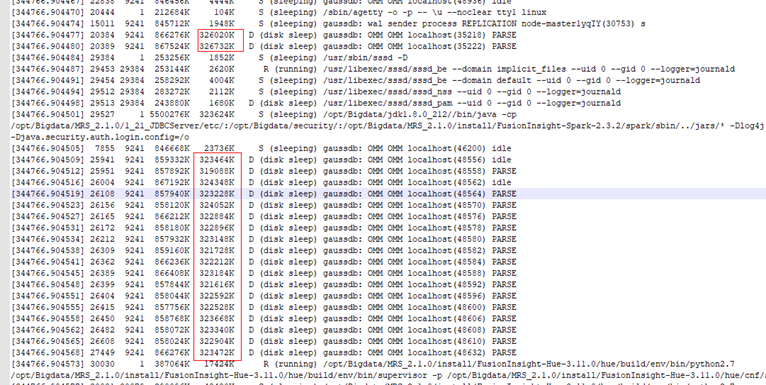 [344766.904470] 20444 1 211684K 104K S (sleeping) /sbin/agetty -o -p -- \u --noclear tty1 linux
[344766.904474] 15011 9241 845712K 1948K S (sleeping) gaussdb: wal sender process REPLICATION node-masterlyqIY(30753) s
[344766.904477] 20384 9241 866276K 326020K D (disk sleep) gaussdb: OMM OMM localhost(35218) PARSE
[344766.904480] 20389 9241 867524K 326732K D (disk sleep) gaussdb: OMM OMM localhost(35222) PARSE
[344766.904484] 29384 1 253256K 1852K S (sleeping) /usr/sbin/sssd -D
[344766.904487] 29453 29384 253144K 2620K R (running) /usr/libexec/sssd/sssd_be --domain implicit_files --uid 0 --gid 0 --logger=journald
[344766.904491] 29454 29384 258292K 4004K S (sleeping) /usr/libexec/sssd/sssd_be --domain default --uid 0 --gid 0 --logger=journald
[344766.904494] 29512 29384 283272K 2112K S (sleeping) /usr/libexec/sssd/sssd_nss --uid 0 --gid 0 --logger=journald
[344766.904498] 29513 29384 243880K 1680K D (disk sleep) /usr/libexec/sssd/sssd_pam --uid 0 --gid 0 --logger=journald
[344766.904501] 29527 1 5500276K 323624K S (sleeping) /opt/Bigdata/jdk1.8.0_212//bin/java -cp
/opt/Bigdata/MRS_2.1.0/1_21_JDBCServer/etc/:/opt/Bigdata/security/:/opt/Bigdata/MRS_2.1.0/install/FusionInsight-Spark-2.3.2/spark/sbin/../jars/* -Dlog4j
-Djava.security.auth.login.config=/o
[344766.904505] 7855 9241 846668K 23736K S (sleeping) gaussdb: OMM OMM localhost(46200) idle
[344766.904509] 25941 9241 859332K 323464K D (disk sleep) gaussdb: OMM OMM localhost(48556) idle
[344766.904512] 25951 9241 857892K 319088K D (disk sleep) gaussdb: OMM OMM localhost(48558) PARSE
[344766.904516] 26004 9241 867192K 324348K D (disk sleep) gaussdb: OMM OMM localhost(48562) idle
[344766.904519] 26108 9241 857940K 323228K D (disk sleep) gaussdb: OMM OMM localhost(48564) PARSE
[344766.904523] 26156 9241 858120K 324052K D (disk sleep) gaussdb: OMM OMM localhost(48570) PARSE
[344766.904527] 26165 9241 866212K 322884K D (disk sleep) gaussdb: OMM OMM localhost(48576) PARSE
[344766.904531] 26172 9241 858180K 322896K D (disk sleep) gaussdb: OMM OMM localhost(48578) PARSE
[344766.904534] 26212 9241 857932K 323148K D (disk sleep) gaussdb: OMM OMM localhost(48580) PARSE
[344766.904538] 26309 9241 859160K 321728K D (disk sleep) gaussdb: OMM OMM localhost(48582) PARSE
[344766.904541] 26362 9241 866236K 322212K D (disk sleep) gaussdb: OMM OMM localhost(48584) PARSE
[344766.904545] 26389 9241 866408K 323184K D (disk sleep) gaussdb: OMM OMM localhost(48588) PARSE
[344766.904548] 26399 9241 857844K 321616K D (disk sleep) gaussdb: OMM OMM localhost(48592) PARSE
[344766.904551] 26404 9241 858044K 322592K D (disk sleep) gaussdb: OMM OMM localhost(48596) PARSE
[344766.904555] 26415 9241 857756K 322528K D (disk sleep) gaussdb: OMM OMM localhost(48600) PARSE
[344766.904558] 26450 9241 858768K 323668K D (disk sleep) gaussdb: OMM OMM localhost(48606) PARSE
[344766.904562] 26482 9241 858072K 323340K D (disk sleep) gaussdb: OMM OMM localhost(48608) PARSE
[344766.904565] 26608 9241 858024K 322904K D (disk sleep) gaussdb: OMM OMM localhost(48610) PARSE
[344766.904568] 27449 9241 866276K 323472K D (disk sleep) gaussdb: OMM OMM localhost(48632) PARSE
[344766.904573] 30030 1 387064K 17424K R (running) /opt/Bigdata/MRS_2.1.0/install/FusionInsight-Hue-3.11.0/hue/build/env/bin/python2.7
/opt/Bigdata/MRS_2.1.0/install/FusionInsight-Hue-3.11.0/hue/build/env/bin/supervisor -p /opt/Bigdata/MRS_2.1.0/install/FusionInsight-Hue-3.11.0/hue/cnf/